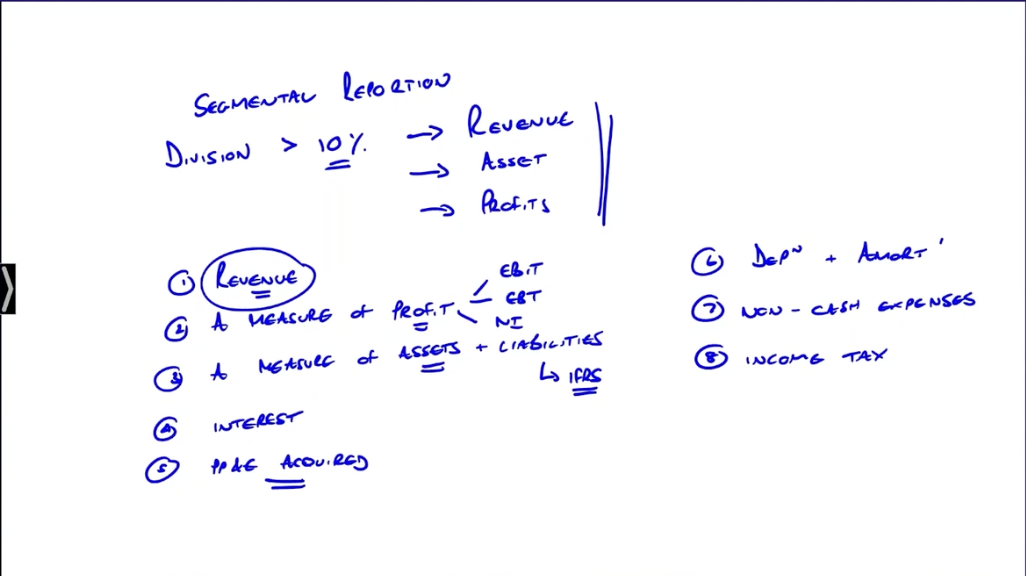 SEGMENTAL REPORTION
DIVISION > 10% → REVENUE
→ ASSET
→ PROFITS
① REVENUE
② A MEASURE OF PROFIT EBIT
EBT
NI
③ A MEASURE OF ASSETS + LIABILITIES
↳ IFRS
④ INTEREST
⑤ PP&E ACQUIRED
⑥ DEPN + AMORT'
⑦ NON-CASH EXPENSES
⑧ INCOME TAX